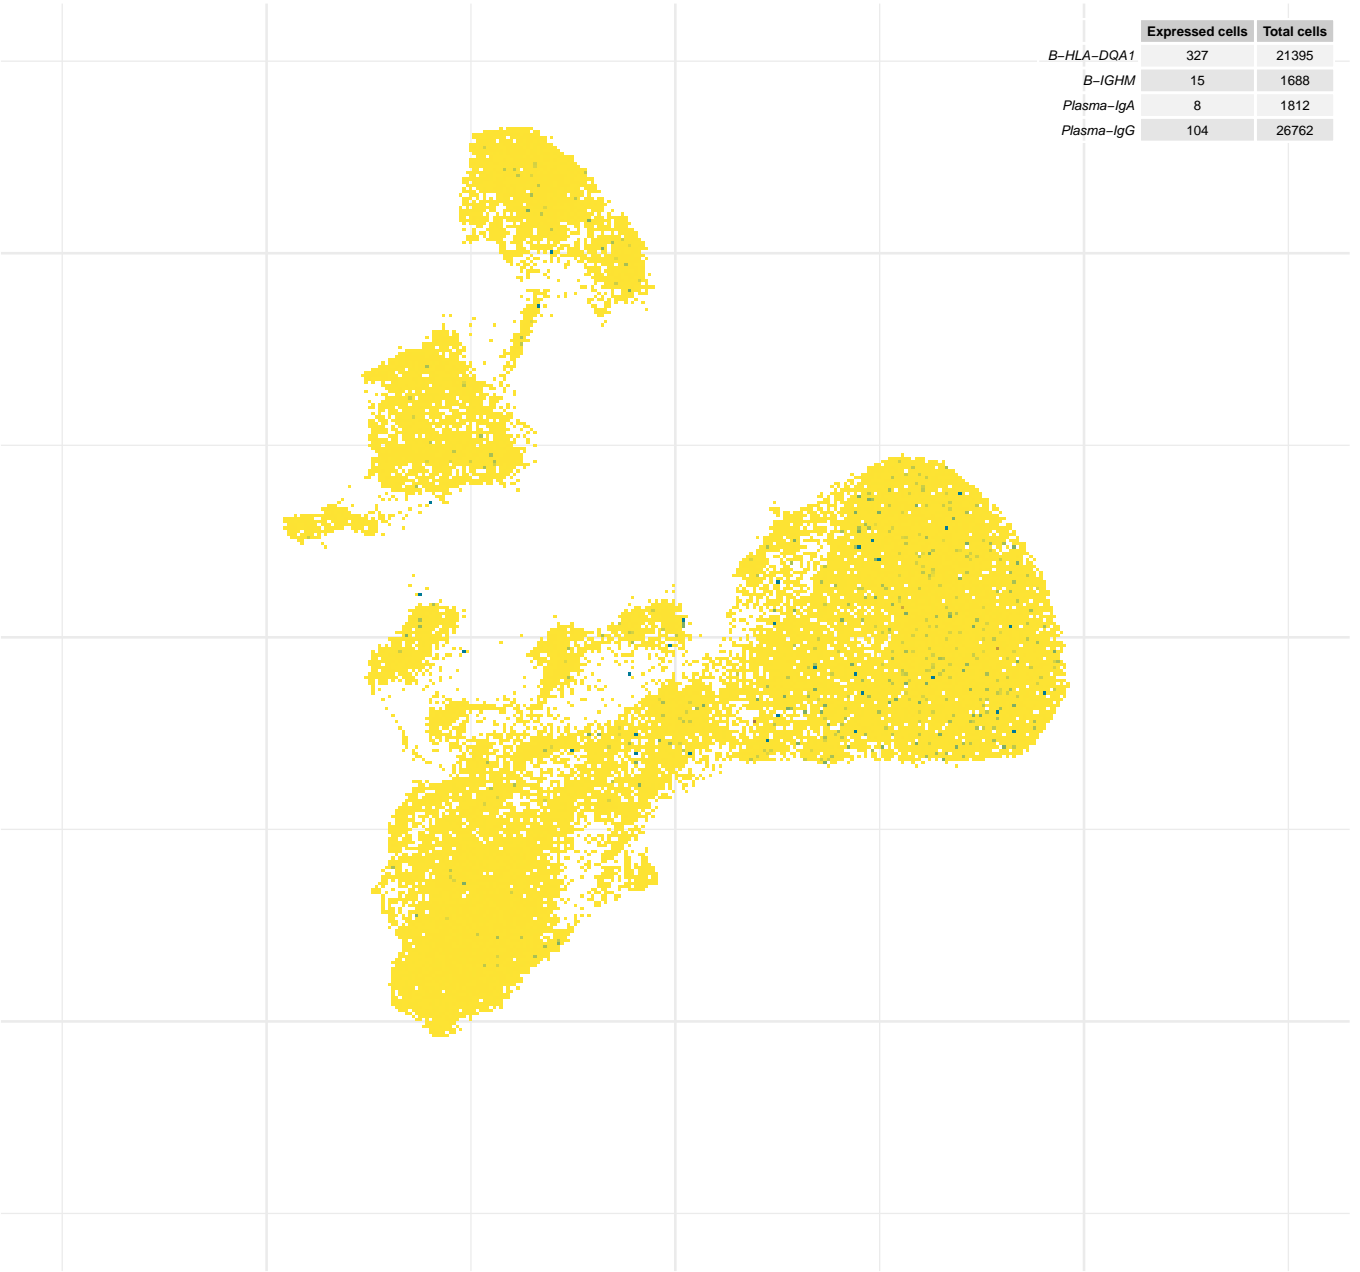 Expressed cells Total cells
B−HLA−DQA1 327 21395
B−IGHM 15 1688
Plasma−IgA 8 1812
Plasma−IgG 104 26762